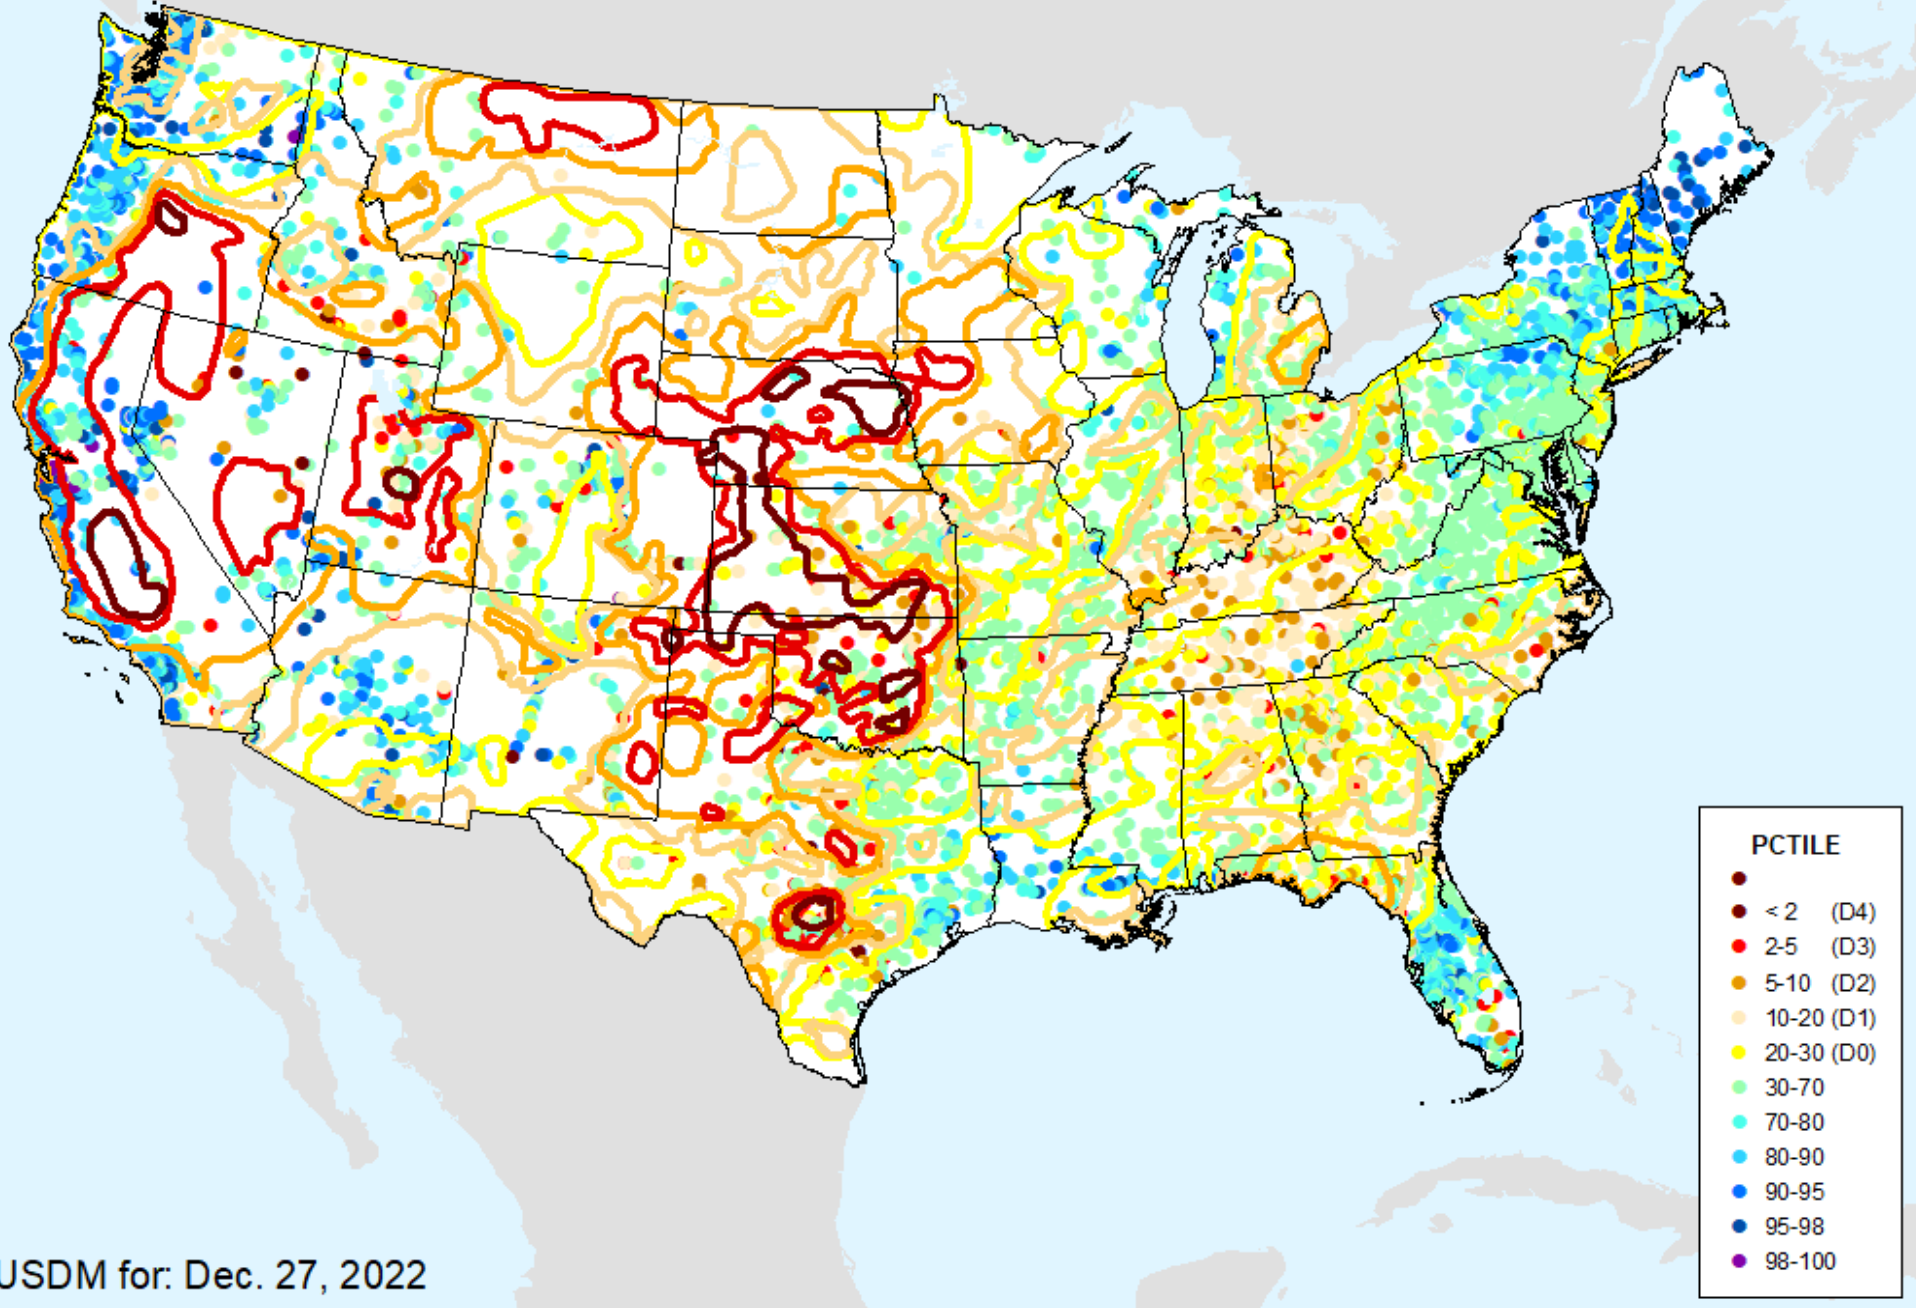 PCTILE
< 2 (D4)
2-5 (D3)
5-10 (D2)
10-20 (D1)
20-30 (D0)
30-70
70-80
80-90
90-95
95-98
98-100
USDM for: Dec. 27, 2022